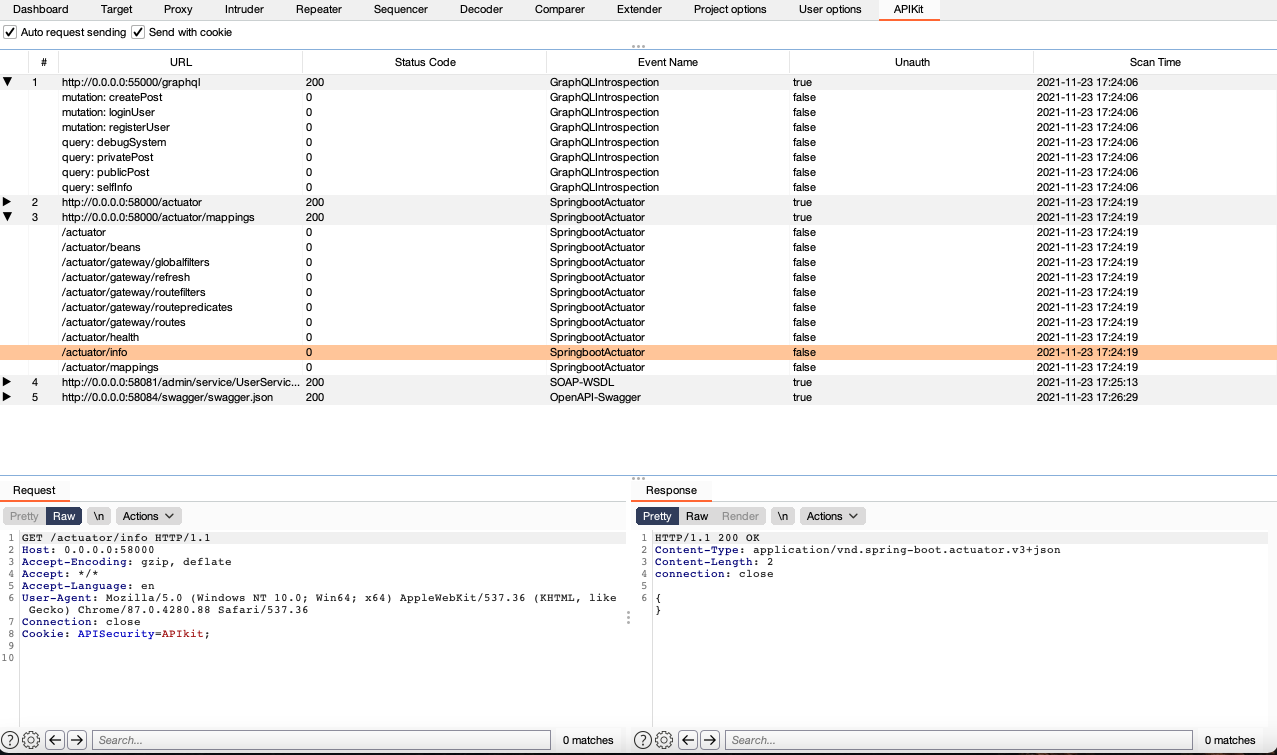 Dashboard Target Proxy Intruder Repeater Sequencer Decoder Comparer Extender Project options User options APIKit
Auto request sending Send with cookie
# URL Status Code Event Name Unauth Scan Time
1 http://0.0.0.0:55000/graphql 200 GraphQLIntrospection true 2021-11-23 17:24:06
mutation: createPost 0 GraphQLIntrospection false 2021-11-23 17:24:06
mutation: loginUser 0 GraphQLIntrospection false 2021-11-23 17:24:06
mutation: registerUser 0 GraphQLIntrospection false 2021-11-23 17:24:06
query: debugSystem 0 GraphQLIntrospection false 2021-11-23 17:24:06
query: privatePost 0 GraphQLIntrospection false 2021-11-23 17:24:06
query: publicPost 0 GraphQLIntrospection false 2021-11-23 17:24:06
query: selfInfo 0 GraphQLIntrospection false 2021-11-23 17:24:06
2 http://0.0.0.0:58000/actuator 200 SpringbootActuator true 2021-11-23 17:24:19
3 http://0.0.0.0:58000/actuator/mappings 200 SpringbootActuator true 2021-11-23 17:24:19
/actuator 0 SpringbootActuator false 2021-11-23 17:24:19
/actuator/beans 0 SpringbootActuator false 2021-11-23 17:24:19
/actuator/gateway/globalfilters 0 SpringbootActuator false 2021-11-23 17:24:19
/actuator/gateway/refresh 0 SpringbootActuator false 2021-11-23 17:24:19
/actuator/gateway/routefilters 0 SpringbootActuator false 2021-11-23 17:24:19
/actuator/gateway/routepredicates 0 SpringbootActuator false 2021-11-23 17:24:19
/actuator/gateway/routes 0 SpringbootActuator false 2021-11-23 17:24:19
/actuator/health 0 SpringbootActuator false 2021-11-23 17:24:19
/actuator/info 0 SpringbootActuator false 2021-11-23 17:24:19
/actuator/mappings 0 SpringbootActuator false 2021-11-23 17:24:19
4 http://0.0.0.0:58081/admin/service/UserServic... 200 SOAP-WSDL true 2021-11-23 17:25:13
5 http://0.0.0.0:58084/swagger/swagger.json 200 OpenAPI-Swagger true 2021-11-23 17:26:29
Request
Pretty Raw \n Actions
1 GET /actuator/info HTTP/1.1
2 Host: 0.0.0.0:58000
3 Accept-Encoding: gzip, deflate
4 Accept: */*
5 Accept-Language: en
6 User-Agent: Mozilla/5.0 (Windows NT 10.0; Win64; x64) AppleWebKit/537.36 (KHTML, like
Gecko) Chrome/87.0.4280.88 Safari/537.36
7 Connection: close
8 Cookie: APISecurity=APIkit;
9
10
? Search... 0 matches
Response
Pretty Raw Render \n Actions
1 HTTP/1.1 200 OK
2 Content-Type: application/vnd.spring-boot.actuator.v3+json
3 Content-Length: 2
4 connection: close
5
6 {
}
? Search... 0 matches